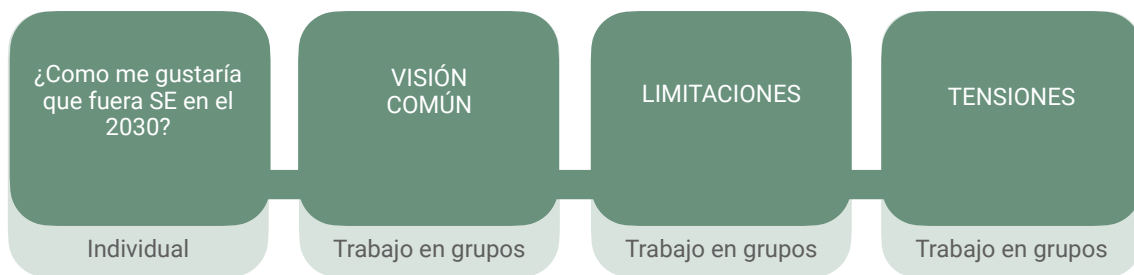 ¿Como me gustaría
que fuera SE en el
2030?
Individual
VISIÓN
COMÚN
Trabajo en grupos
LIMITACIONES
Trabajo en grupos
TENSIONES
Trabajo en grupos